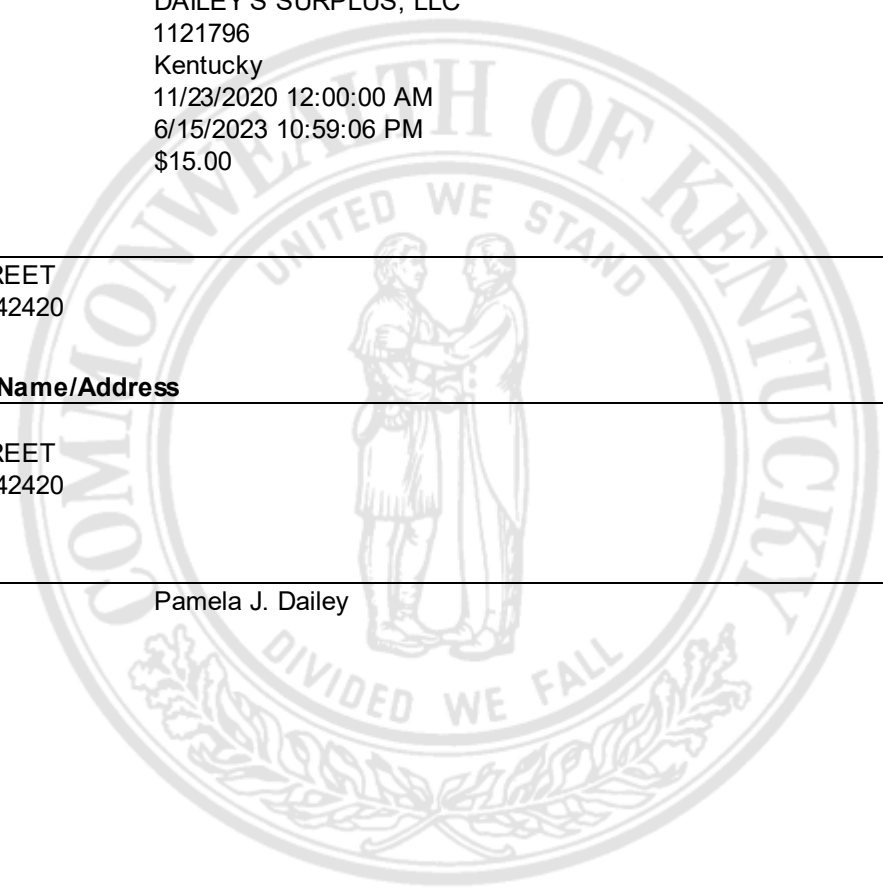 DAILEY'S SURPLUS, LLC
1121796
Kentucky
11/23/2020 12:00:00 AM
6/15/2023 10:59:06 PM
$15.00
REET
42420
Name/Address
REET
42420
Pamela J. Dailey
COMMONWEALTH OF KENTUCKY
UNITED WE STAND
DIVIDED WE FALL